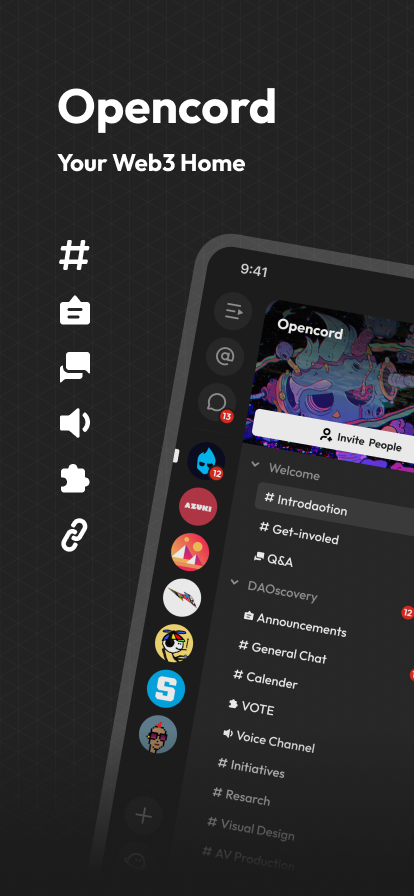 Opencord
Your Web3 Home
#
9:41
Opencord
@
13
Invite People
12
Welcome
AZUKI
# Introdaotion
# Get-involed
Q&A
DAOscovery
12
Announcements
# General Chat
# Calender
S
VOTE
Voice Channel
# Initiatives
# Resarch
# Visual Design
# AV Production